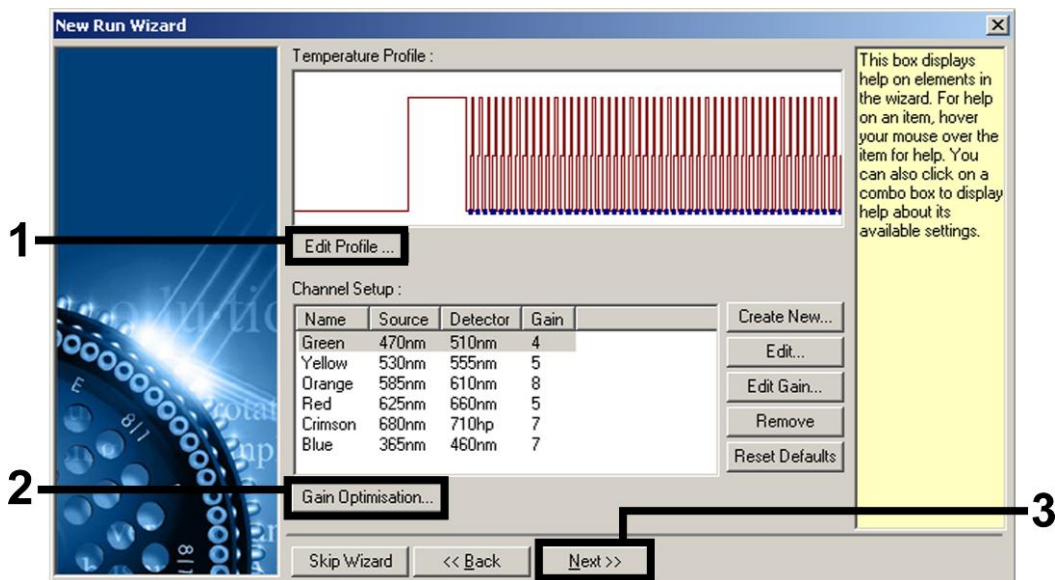 New Run Wizard
Temperature Profile :
This box displays
help on elements in
the wizard. For help
on an item, hover
your mouse over the
item for help. You
can also click on a
combo box to display
help about its
available settings.
1
Edit Profile ...
Channel Setup :
Name Source Detector Gain
Green 470nm 510nm 4
Yellow 530nm 555nm 5
Orange 585nm 610nm 8
Red 625nm 660nm 5
Crimson 680nm 710hp 7
Blue 365nm 460nm 7
Create New...
Edit...
Edit Gain...
Remove
Reset Defaults
2
Gain Optimisation...
3
Skip Wizard
<< Back
Next >>
E
8|1
8|1